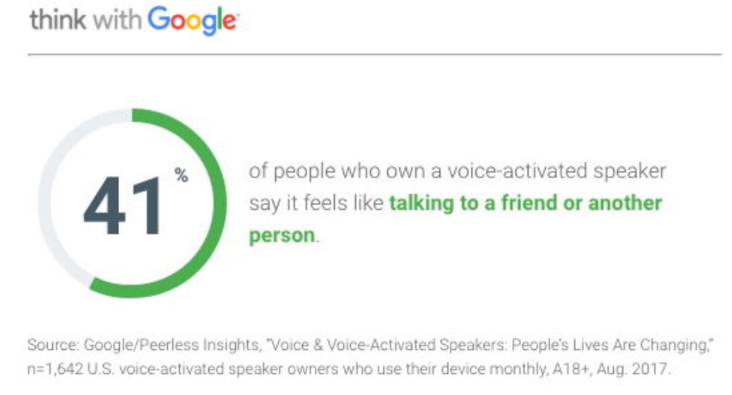 think with Google
41%
of people who own a voice-activated speaker
say it feels like talking to a friend or another
person.
Source: Google/Peerless Insights, "Voice & Voice-Activated Speakers: People's Lives Are Changing,"
n=1,642 U.S. voice-activated speaker owners who use their device monthly, A18+, Aug. 2017.